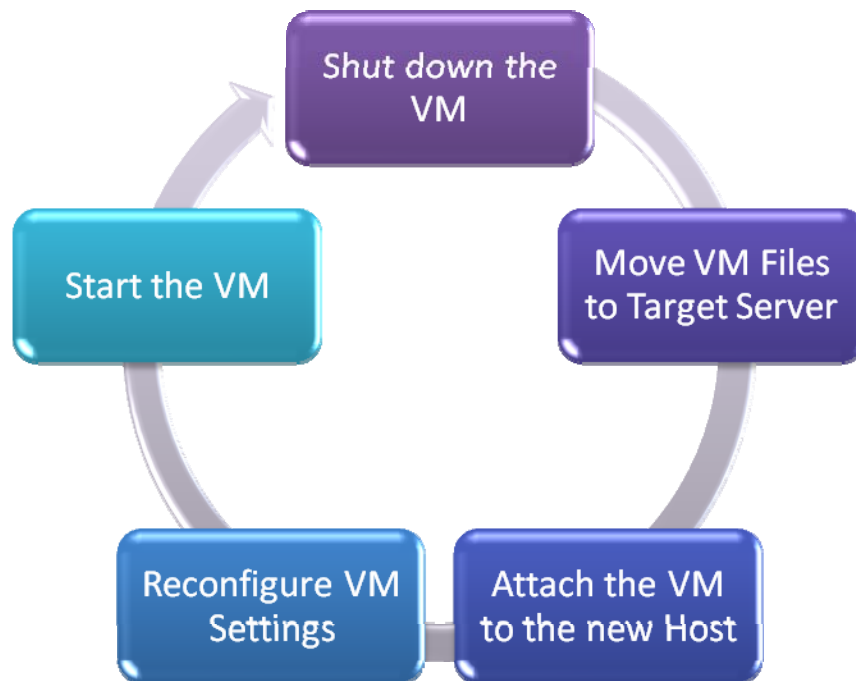 Shut down the
VM
Move VM Files
to Target Server
Attach the VM
to the new Host
Reconfigure VM
Settings
Start the VM